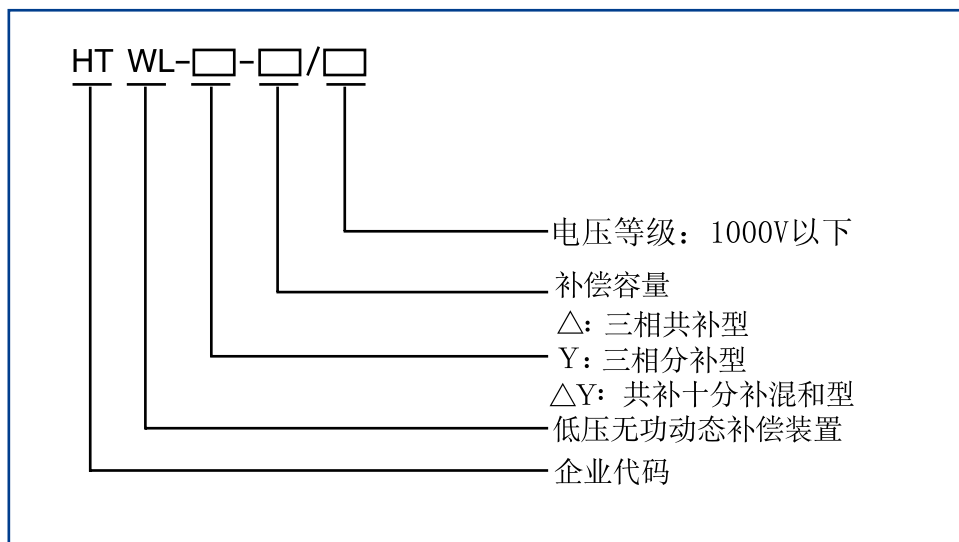 HT WL-□-□/□
电压等级：1000V以下
补偿容量
△：三相共补型
Y：三相分补型
△Y：共补十分补混和型
低压无功动态补偿装置
企业代码